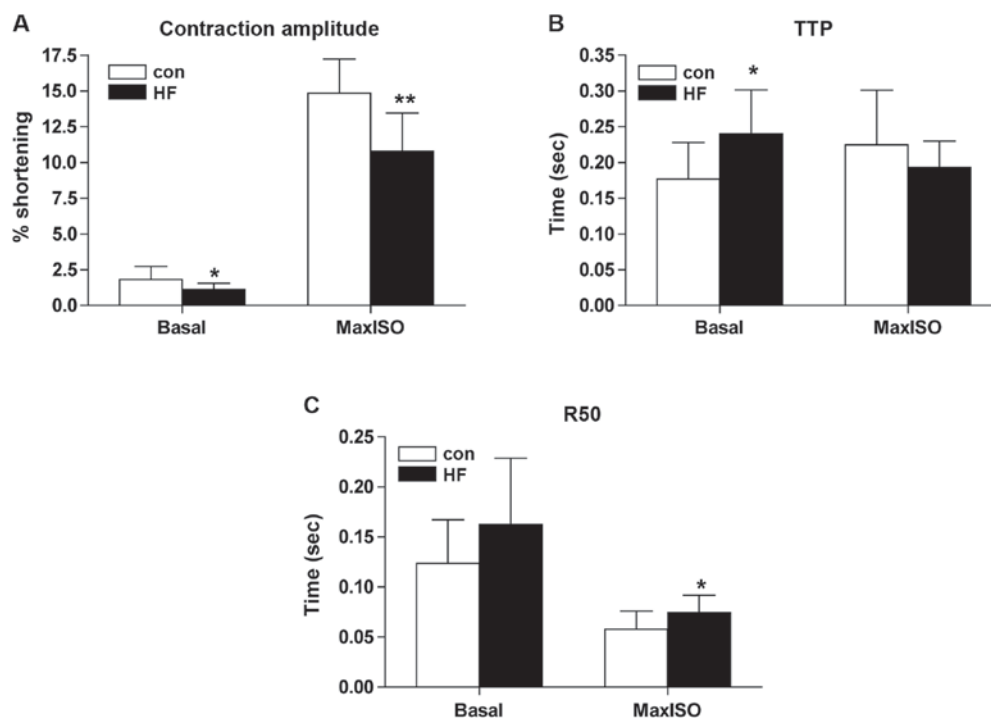 A
Contraction amplitude
% shortening
17.5
15.0
12.5
10.0
7.5
5.0
2.5
0.0
con
HF
*
**
Basal MaxISO
B
TTP
Time (sec)
0.35
0.30
0.25
0.20
0.15
0.10
0.05
0.00
con
HF
*
Basal MaxISO
C
R50
Time (sec)
0.25
0.20
0.15
0.10
0.05
0.00
con
HF
*
Basal MaxISO